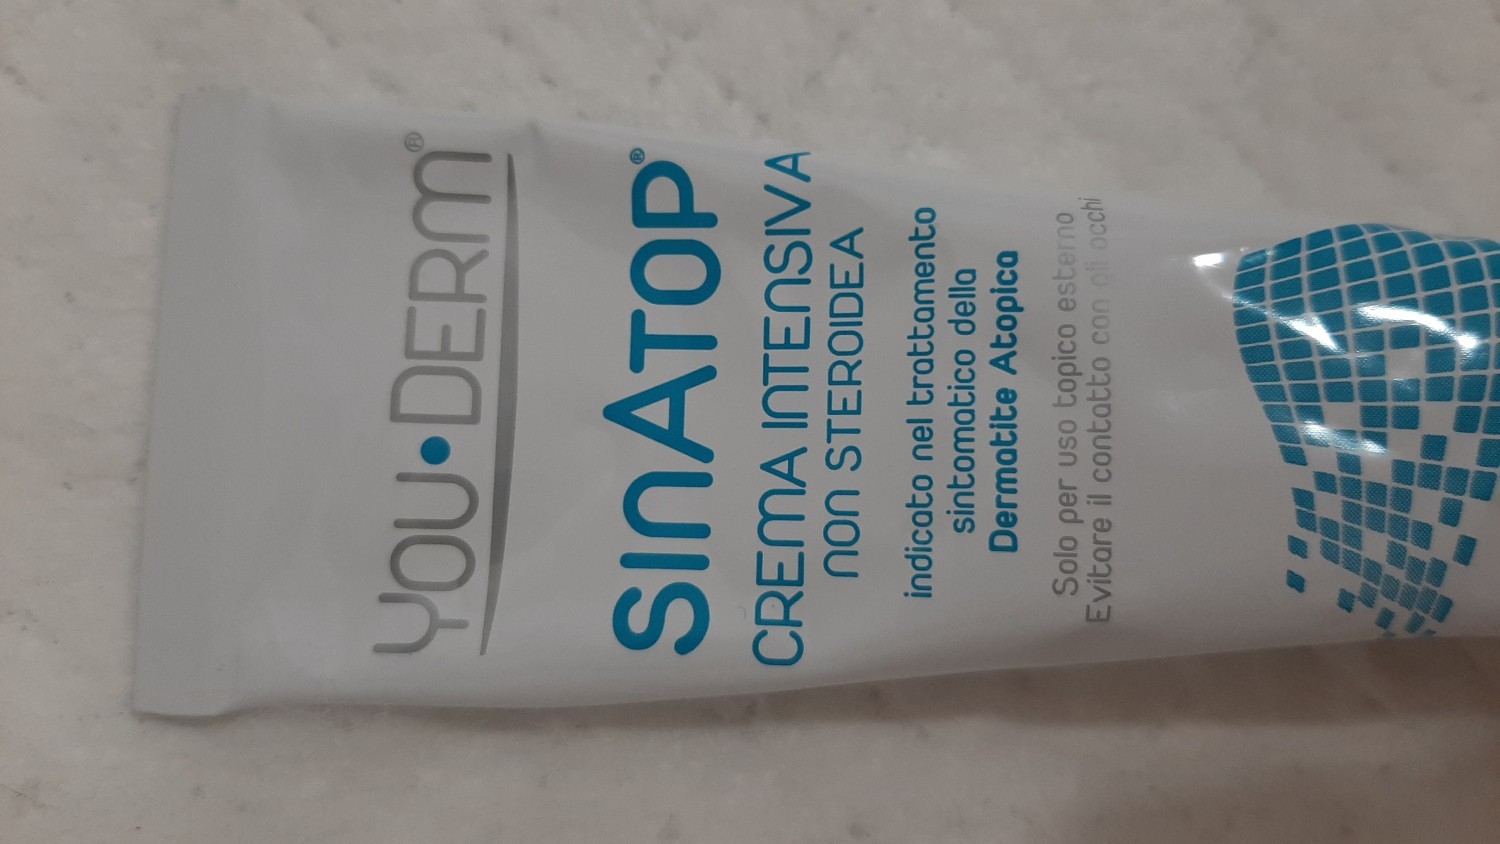 YOU•DERM®
SINATOP®
CREMA INTENSIVA
NON STEROIDEA
indicato nel trattamento
sintomatico della
Dermatite Atopica
Solo per uso topico esterno
Evitare il contatto con gli occhi